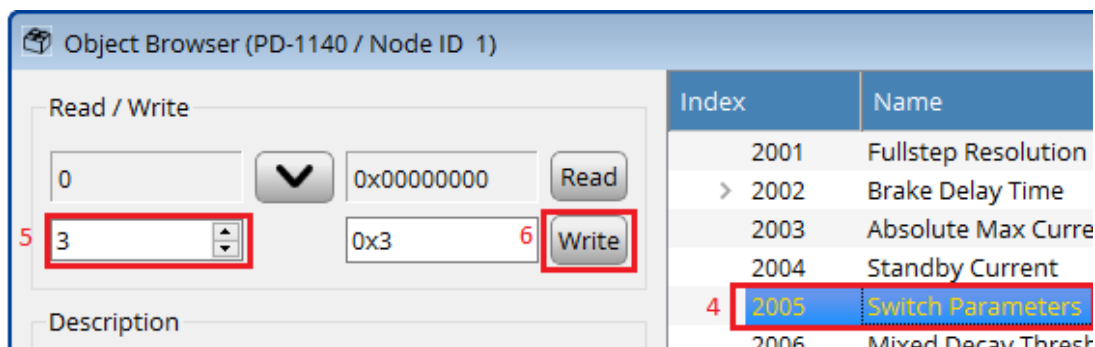 Object Browser (PD-1140 / Node ID 1)
Read / Write
0 0x00000000 Read
5 3 0x3 6 Write
Description
Index Name
2001 Fullstep Resolution
2002 Brake Delay Time
2003 Absolute Max Curre
2004 Standby Current
4 2005 Switch Parameters
2006 Mixed Decay Thresh